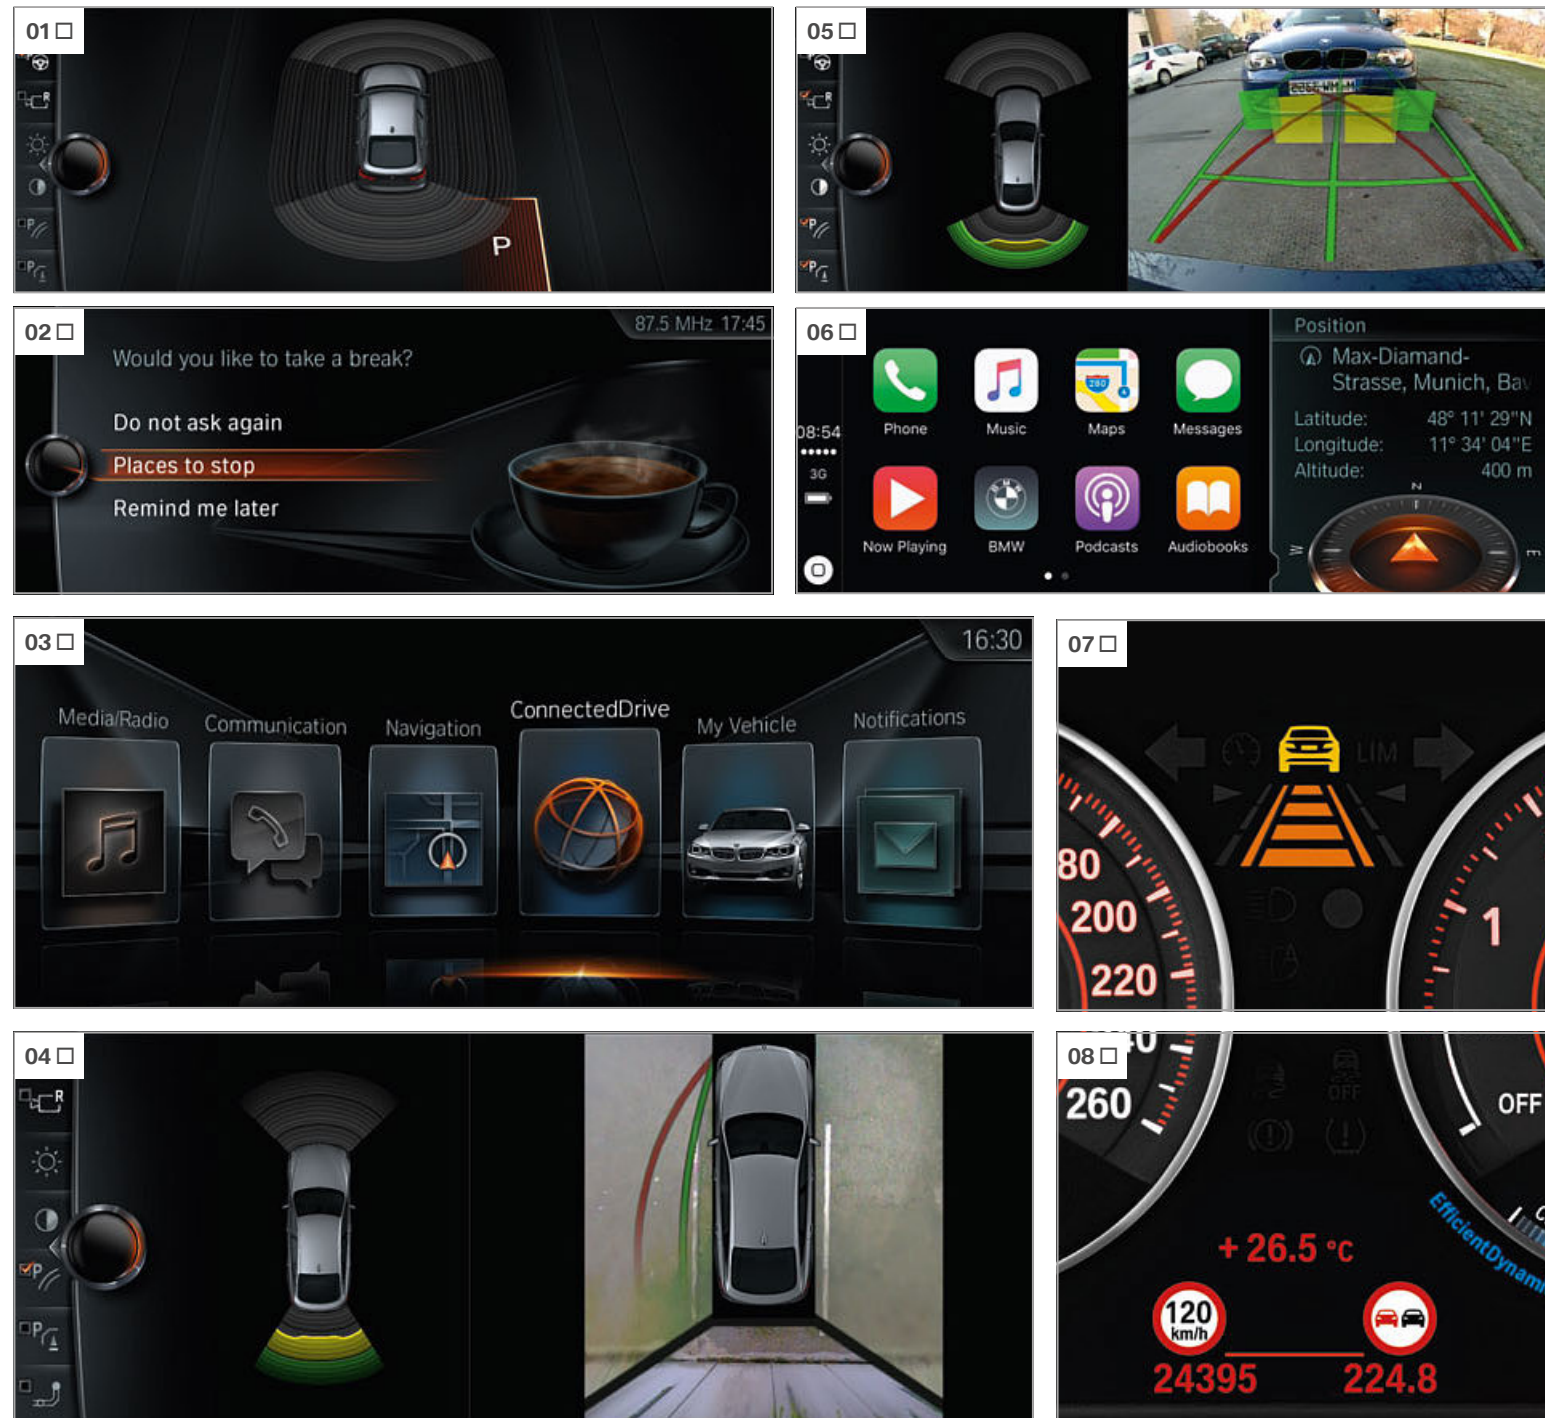 01
P
R
P
P
02
87.5 MHz 17:45
Would you like to take a break?
Do not ask again
Places to stop
Remind me later
03
16:30
Media/Radio
Communication
Navigation
ConnectedDrive
My Vehicle
Notifications
04
R
P
P
05
R
P
P
06
08:54
3G
Phone
Music
Maps
Messages
280
Now Playing
BMW
Podcasts
Audiobooks
Position
Max-Diamand-
Strasse, Munich, Bav
Latitude: 48° 11' 29"N
Longitude: 11° 34' 04"E
Altitude: 400 m
N
W
E
07
LIM
80
200
220
1
08
260
OFF
OFF
EfficientDynami
+ 26.5 °C
120
km/h
24395
224.8